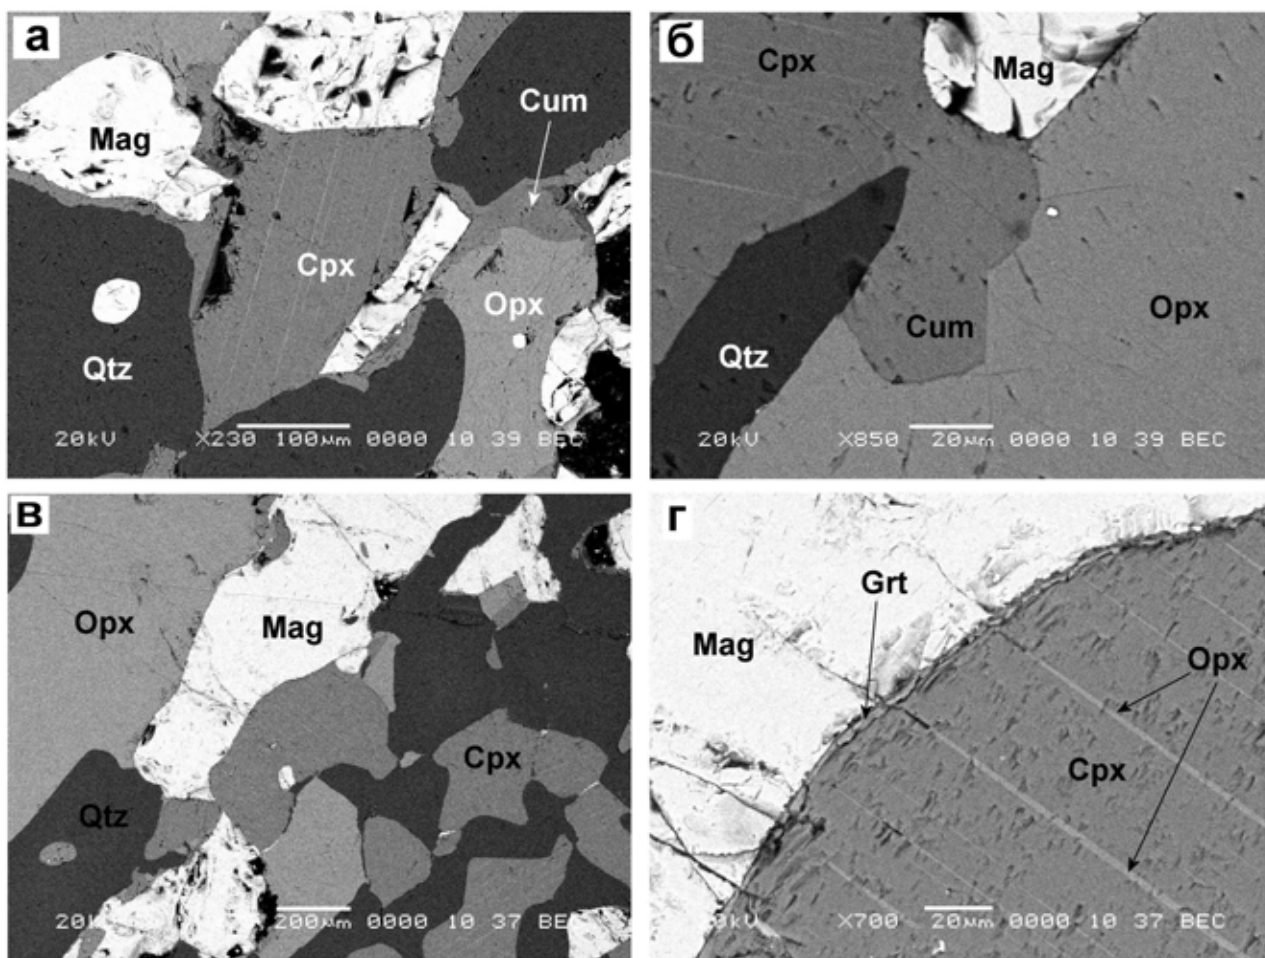 а
Mag
Cum
Cpx
Opx
Qtz
20kV X230 100µm 0000 10 39 BEC
б
Cpx
Mag
Opx
Cum
Qtz
20kV X850 20µm 0000 10 39 BEC
в
Opx
Mag
Cpx
Qtz
200µm 0000 10 37 BEC
г
Grt
Mag
Opx
Cpx
X700 20µm 0000 10 37 BEC